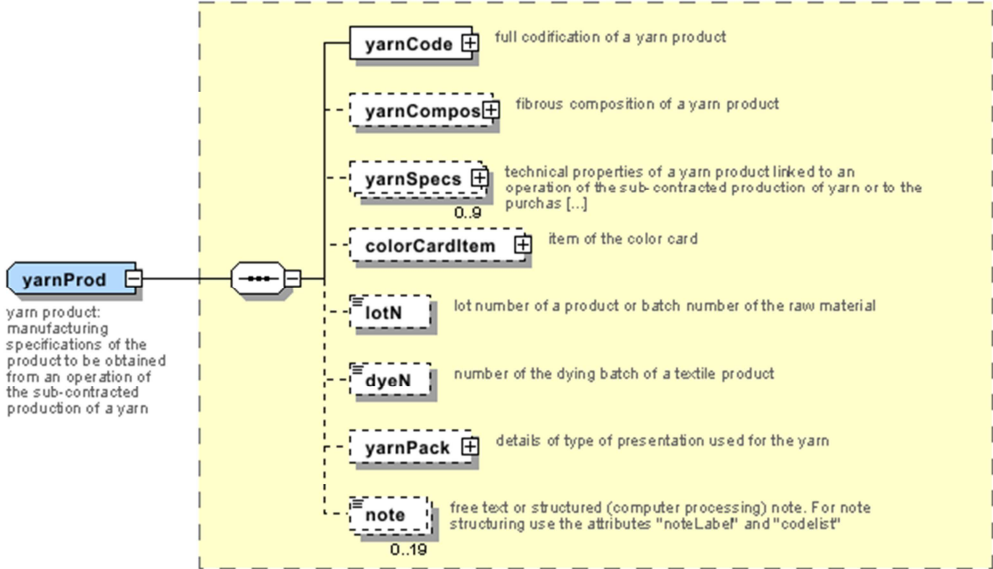 yarnCode
full codification of a yarn product
yarnCompos
fibrous composition of a yarn product
yarnSpecs
technical properties of a yarn product linked to an
operation of the sub-contracted production of yarn or to the
purchas [...]
0..9
colorCardItem
item of the color card
yarnProd
yarn product:
manufacturing
specifications of the
product to be obtained
from an operation of
the sub-contracted
production of a yarn
lotN
lot number of a product or batch number of the raw material
dyeN
number of the dying batch of a textile product
yarnPack
details of type of presentation used for the yarn
note
free text or structured (computer processing) note. For note
structuring use the attributes "noteLabel" and "codelist"
0..19